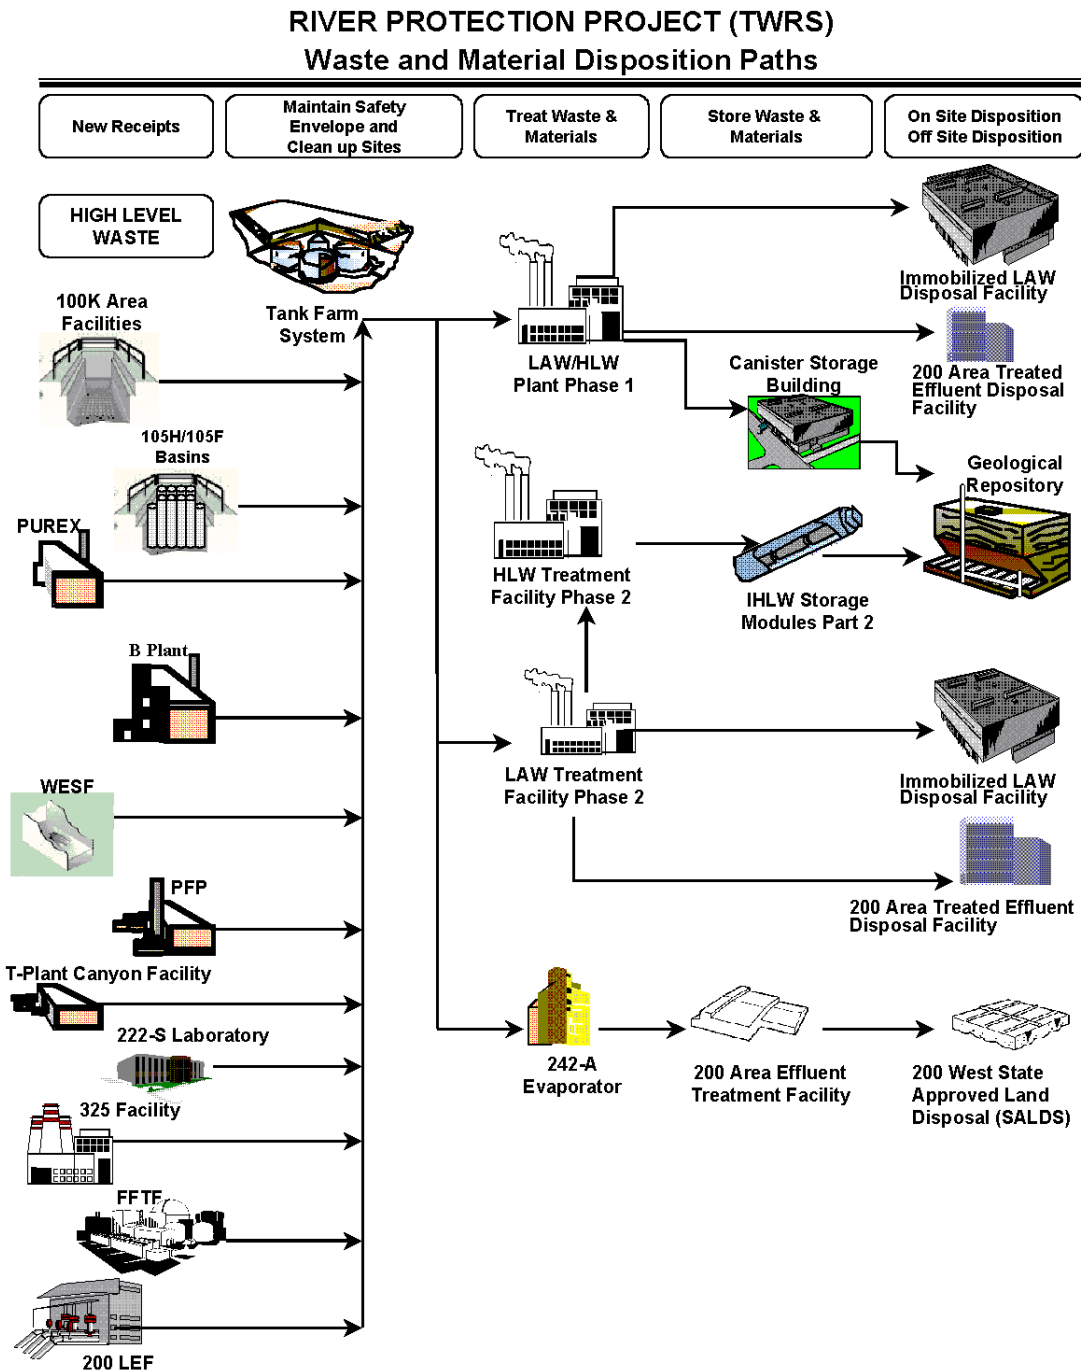 RIVER PROTECTION PROJECT (TWRS)
Waste and Material Disposition Paths
New Receipts
Maintain Safety
Envelope and
Clean up Sites
Treat Waste &
Materials
Store Waste &
Materials
On Site Disposition
Off Site Disposition
HIGH LEVEL
WASTE
100K Area
Facilities
Tank Farm
System
105H/105F
Basins
PUREX
B Plant
WESF
PFP
T-Plant Canyon Facility
222-S Laboratory
325 Facility
FFTF
200 LEF
LAW/HLW
Plant Phase 1
Immobilized LAW
Disposal Facility
200 Area Treated
Effluent Disposal
Facility
Canister Storage
Building
Geological
Repository
HLW Treatment
Facility Phase 2
IHLW Storage
Modules Part 2
LAW Treatment
Facility Phase 2
Immobilized LAW
Disposal Facility
200 Area Treated Effluent
Disposal Facility
242-A
Evaporator
200 Area Effluent
Treatment Facility
200 West State
Approved Land
Disposal (SALDS)